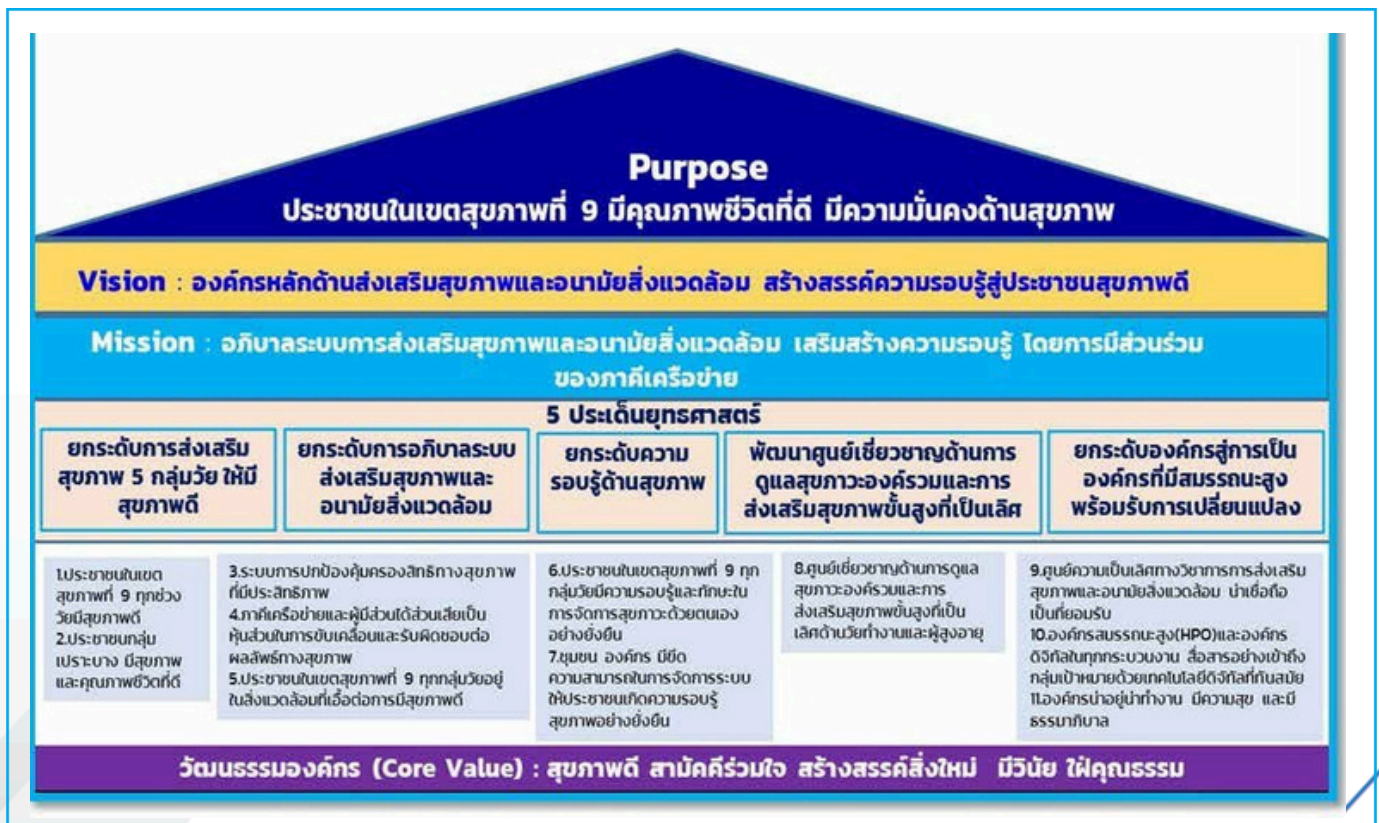 Purpose
ประชาชนในเขตสุขภาพที่ 9 มีคุณภาพชีวิตที่ดี มีความมั่นคงด้านสุขภาพ
Vision : องค์กรหลักด้านส่งเสริมสุขภาพและอนามัยสิ่งแวดล้อม สร้างสรรค์ความรอบรู้สู่ประชาชนสุขภาพดี
Mission : อภิบาลระบบการส่งเสริมสุขภาพและอนามัยสิ่งแวดล้อม เสริมสร้างความรอบรู้ โดยการมีส่วนร่วม
ของภาคีเครือข่าย
5 ประเด็นยุทธศาสตร์
ยกระดับการส่งเสริม
สุขภาพ 5 กลุ่มวัย ให้มี
สุขภาพดี
ยกระดับการอภิบาลระบบ
ส่งเสริมสุขภาพและ
อนามัยสิ่งแวดล้อม
ยกระดับความ
รอบรู้ด้านสุขภาพ
พัฒนาศูนย์เชี่ยวชาญด้านการ
ดูแลสุขภาวะองค์รวมและการ
ส่งเสริมสุขภาพขั้นสูงที่เป็นเลิศ
ยกระดับองค์กรสู่การเป็น
องค์กรที่มีสมรรถนะสูง
พร้อมรับการเปลี่ยนแปลง
1.ประชาชนในเขต
สุขภาพที่ 9 ทุกช่วง
วัยมีสุขภาพดี
2.ประชาชนกลุ่ม
เปราะบาง มีสุขภาพ
และคุณภาพชีวิตที่ดี
3.ระบบการปกป้องคุ้มครองสิทธิทางสุขภาพ
ที่มีประสิทธิภาพ
4.ภาคีเครือข่ายและผู้มีส่วนได้ส่วนเสียเป็น
หุ้นส่วนในการขับเคลื่อนและรับผิดชอบต่อ
ผลลัพธ์ทางสุขภาพ
5.ประชาชนในเขตสุขภาพที่ 9 ทุกกลุ่มวัยอยู่
ในสิ่งแวดล้อมที่เอื้อต่อการมีสุขภาพดี
6.ประชาชนในเขตสุขภาพที่ 9 ทุก
กลุ่มวัยมีความรอบรู้และทักษะใน
การจัดการสุขภาวะด้วยตนเอง
อย่างยั่งยืน
7.ชุมชน องค์กร มีขีด
ความสามารถในการจัดการระบบ
ให้ประชาชนเกิดความรอบรู้
สุขภาพอย่างยั่งยืน
8.ศูนย์เชี่ยวชาญด้านการดูแล
สุขภาวะองค์รวมและการ
ส่งเสริมสุขภาพขั้นสูงที่เป็น
เลิศด้านวัยทำงานและผู้สูงอายุ
9.ศูนย์ความเป็นเลิศทางวิชาการการส่งเสริม
สุขภาพและอนามัยสิ่งแวดล้อม น่าเชื่อถือ
เป็นที่ยอมรับ
10.องค์กรสมรรถนะสูง(HPO)และองค์กร
ดิจิทัลในทุกกระบวนงาน สื่อสารอย่างเข้าถึง
กลุ่มเป้าหมายด้วยเทคโนโลยีดิจิทัลที่ทันสมัย
11.องค์กรน่าอยู่น่าทำงาน มีความสุข และมี
ธรรมาภิบาล
วัฒนธรรมองค์กร (Core Value) : สุขภาพดี สามัคคีร่วมใจ สร้างสรรค์สิ่งใหม่ มีวินัย ใฝ่คุณธรรม